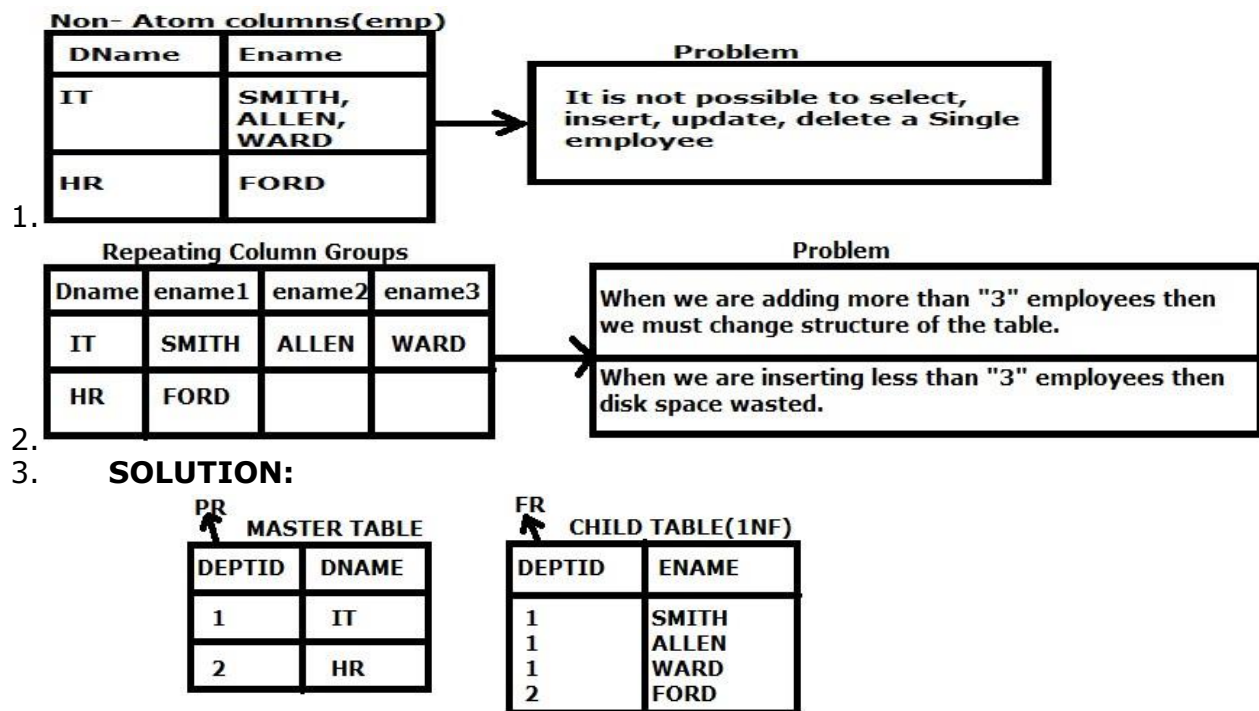 Non- Atom columns(emp)
DName Ename
IT SMITH,
ALLEN,
WARD
HR FORD
1.
Problem
It is not possible to select,
insert, update, delete a Single
employee
Repeating Column Groups
Dname ename1 ename2 ename3
IT SMITH ALLEN WARD
HR FORD
2.
Problem
When we are adding more than "3" employees then
we must change structure of the table.
When we are inserting less than "3" employees then
disk space wasted.
3. SOLUTION:
PR
MASTER TABLE
DEPTID DNAME
1 IT
2 HR
FR
CHILD TABLE(1NF)
DEPTID ENAME
1 SMITH
1 ALLEN
1 WARD
2 FORD